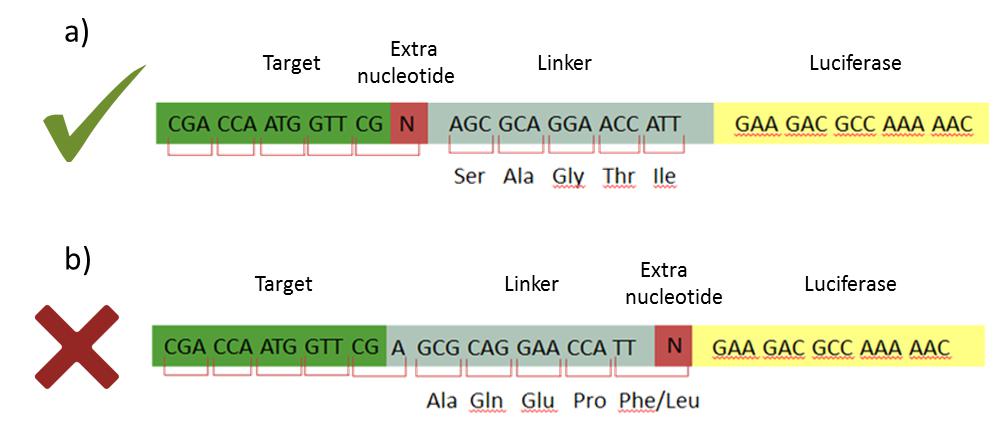 a)
Target
Extra
nucleotide
Linker
Luciferase
CGA CCA ATG GTT CG N AGC GCA GGA ACC ATT GAA GAC GCC AAA AAC
Ser Ala Gly Thr Ile
b)
Target
Linker
Extra
nucleotide
Luciferase
CGA CCA ATG GTT CG A GCG CAG GAA CCA TT N GAA GAC GCC AAA AAC
Ala Gln Glu Pro Phe/Leu